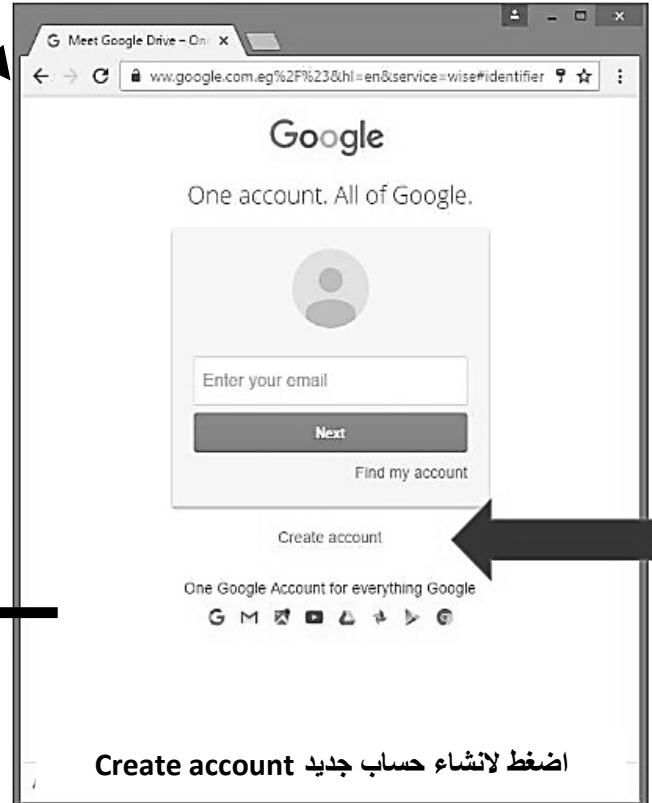 G Meet Google Drive – On
ww.google.com.eg%2F%23&hl=en&service=wise#identifier
Google
One account. All of Google.
Enter your email
Next
Find my account
Create account
One Google Account for everything Google
اضغط لانشاء حساب جديد Create account